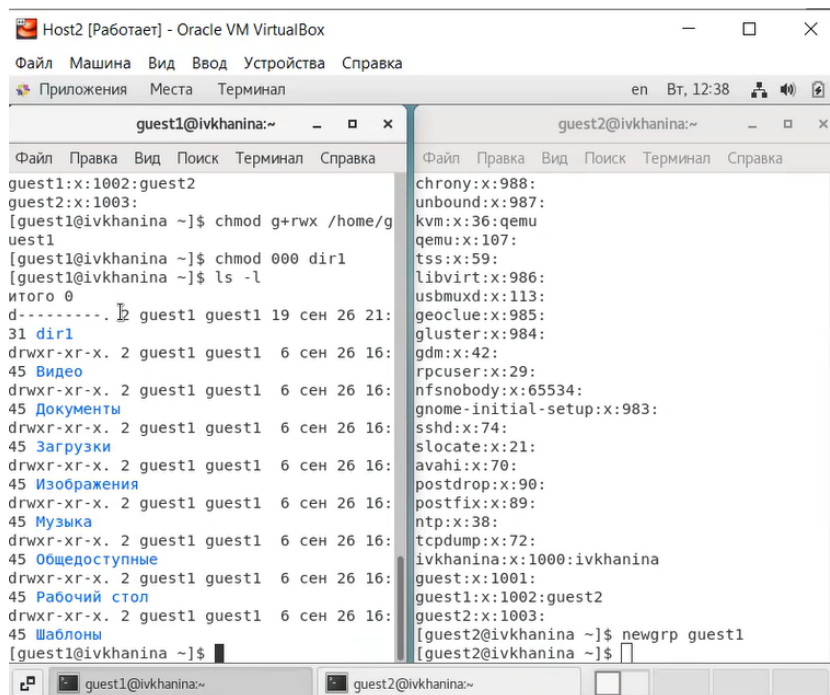 Host2 [Работает] - Oracle VM VirtualBox
Файл Машина Вид Ввод Устройства Справка
Приложения Места Терминал en Вт, 12:38
guest1@ivkhanina:~
Файл Правка Вид Поиск Терминал Справка
guest1:x:1002:guest2
guest2:x:1003:
[guest1@ivkhanina ~]$ chmod g+rwx /home/g
uest1
[guest1@ivkhanina ~]$ chmod 000 dir1
[guest1@ivkhanina ~]$ ls -l
итого 0
d---------. 2 guest1 guest1 19 сен 26 21:
31 dir1
drwxr-xr-x. 2 guest1 guest1  6 сен 26 16:
45 Видео
drwxr-xr-x. 2 guest1 guest1  6 сен 26 16:
45 Документы
drwxr-xr-x. 2 guest1 guest1  6 сен 26 16:
45 Загрузки
drwxr-xr-x. 2 guest1 guest1  6 сен 26 16:
45 Изображения
drwxr-xr-x. 2 guest1 guest1  6 сен 26 16:
45 Музыка
drwxr-xr-x. 2 guest1 guest1  6 сен 26 16:
45 Общедоступные
drwxr-xr-x. 2 guest1 guest1  6 сен 26 16:
45 Рабочий стол
drwxr-xr-x. 2 guest1 guest1  6 сен 26 16:
45 Шаблоны
[guest1@ivkhanina ~]$
guest2@ivkhanina:~
Файл Правка Вид Поиск Терминал Справка
chrony:x:988:
unbound:x:987:
kvm:x:36:qemu
qemu:x:107:
tss:x:59:
libvirt:x:986:
usbmuxd:x:113:
geoclue:x:985:
gluster:x:984:
gdm:x:42:
rpcuser:x:29:
nfsnobody:x:65534:
gnome-initial-setup:x:983:
sshd:x:74:
slocate:x:21:
avahi:x:70:
postdrop:x:90:
postfix:x:89:
ntp:x:38:
tcpdump:x:72:
ivkhanina:x:1000:ivkhanina
guest:x:1001:
guest1:x:1002:guest2
guest2:x:1003:
[guest2@ivkhanina ~]$ newgrp guest1
[guest2@ivkhanina ~]$
guest1@ivkhanina:~ guest2@ivkhanina:~